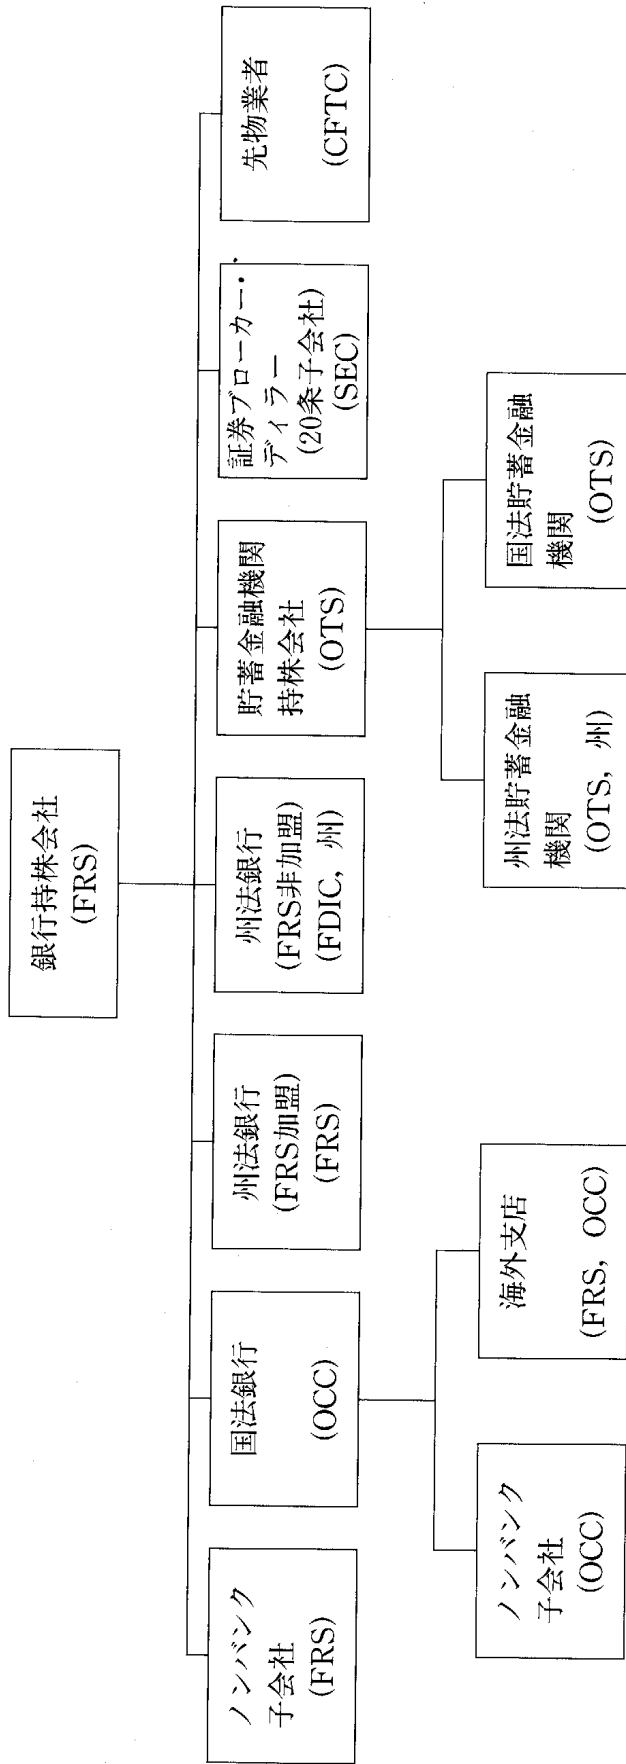 銀行持株会社
(FRS)
ノンバンク
子会社
(FRS)
国法銀行
(OCC)
州法銀行
(FRS加盟)
(FRS)
州法銀行
(FRS非加盟)
(FDIC, 州)
貯蓄金融機関
持株会社
(OTS)
証券ブローカー・
ディラー
(20条子会社)
(SEC)
先物業者
(CFTC)
ノンバンク
子会社
(OCC)
海外支店
(FRS, OCC)
州法貯蓄金融
機関
(OTS, 州)
国法貯蓄金融
機関
(OTS)